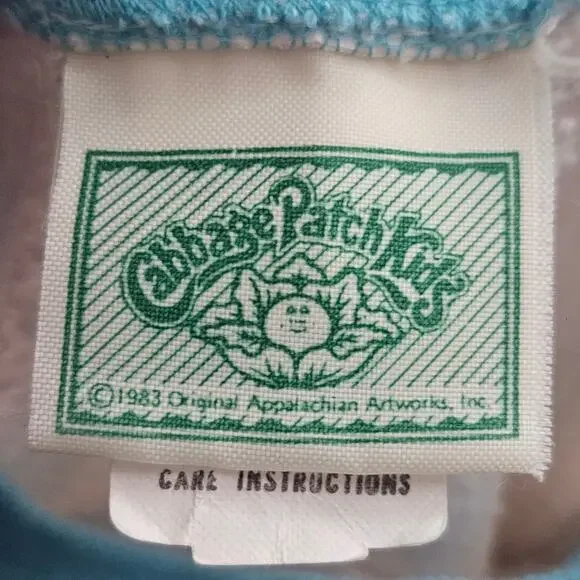 Cabbage Patch Kids
©1983 Original Appalachian Artworks, Inc.
CARE INSTRUCTIONS